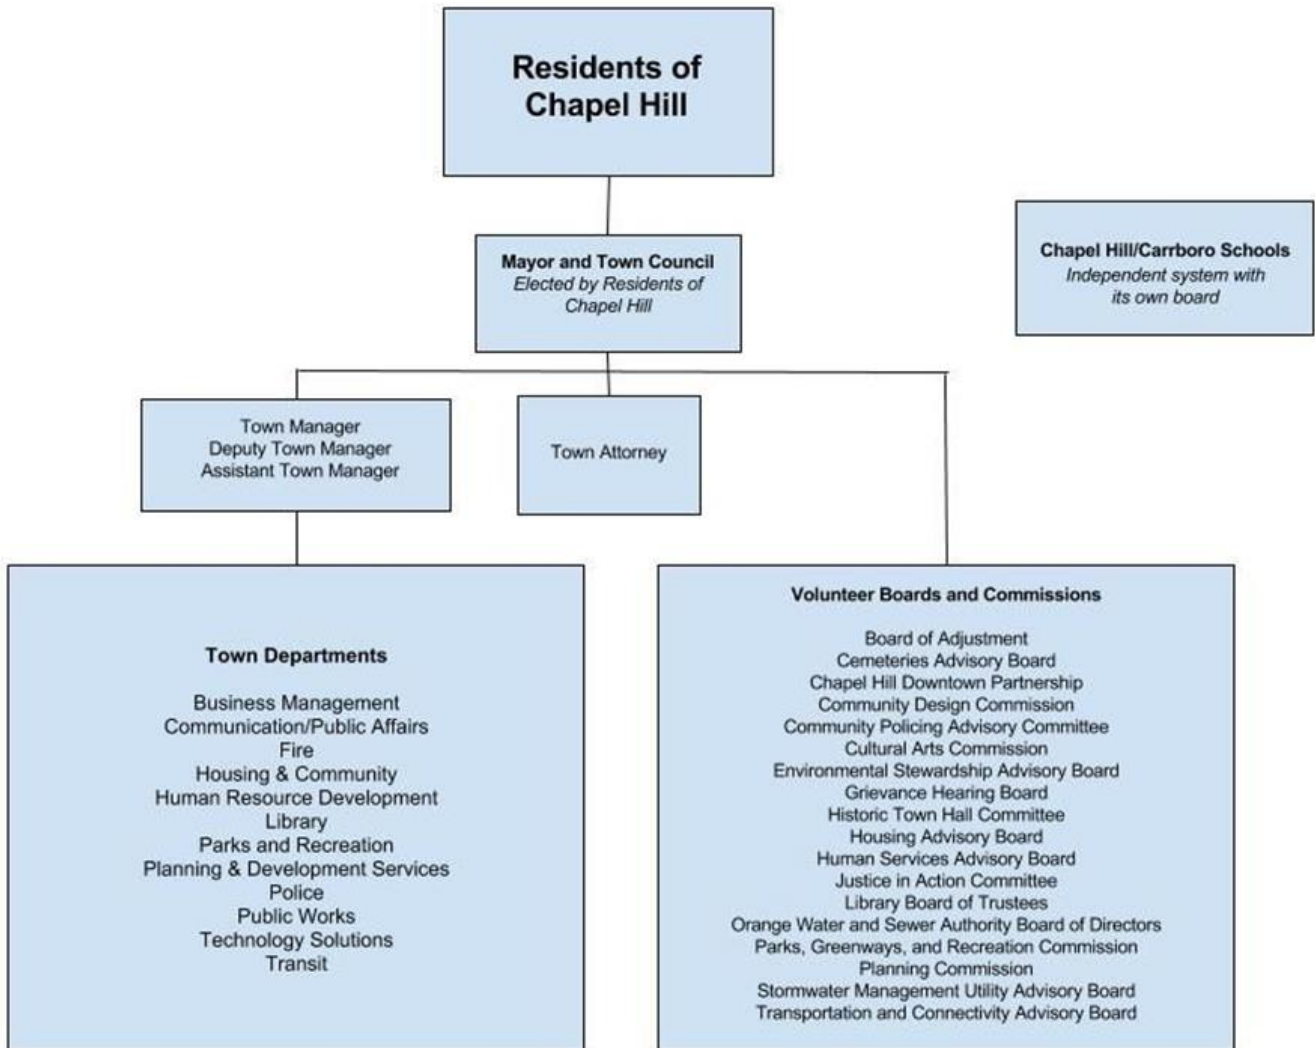 Residents of
Chapel Hill
Mayor and Town Council
Elected by Residents of
Chapel Hill
Chapel Hill/Carrboro Schools
Independent system with
its own board
Town Manager
Deputy Town Manager
Assistant Town Manager
Town Attorney
Town Departments
Business Management
Communication/Public Affairs
Fire
Housing & Community
Human Resource Development
Library
Parks and Recreation
Planning & Development Services
Police
Public Works
Technology Solutions
Transit
Volunteer Boards and Commissions
Board of Adjustment
Cemeteries Advisory Board
Chapel Hill Downtown Partnership
Community Design Commission
Community Policing Advisory Committee
Cultural Arts Commission
Environmental Stewardship Advisory Board
Grievance Hearing Board
Historic Town Hall Committee
Housing Advisory Board
Human Services Advisory Board
Justice in Action Committee
Library Board of Trustees
Orange Water and Sewer Authority Board of Directors
Parks, Greenways, and Recreation Commission
Planning Commission
Stormwater Management Utility Advisory Board
Transportation and Connectivity Advisory Board